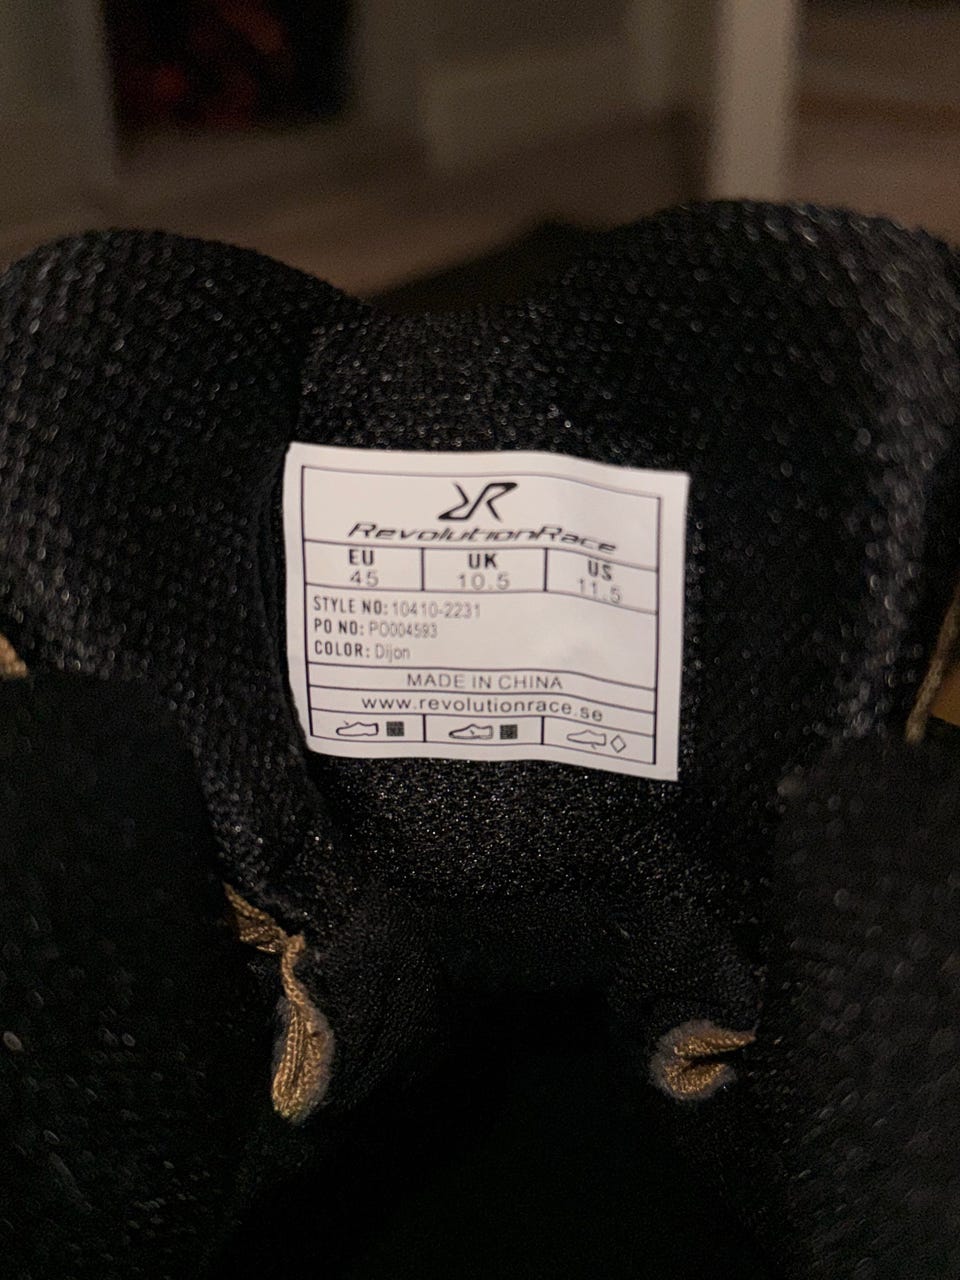 RevolutionRace
EU UK US
45 10.5 11.5
STYLE NO: 10410-2231
PO NO: PO004593
COLOR: Dijon
MADE IN CHINA
www.revolutionrace.se